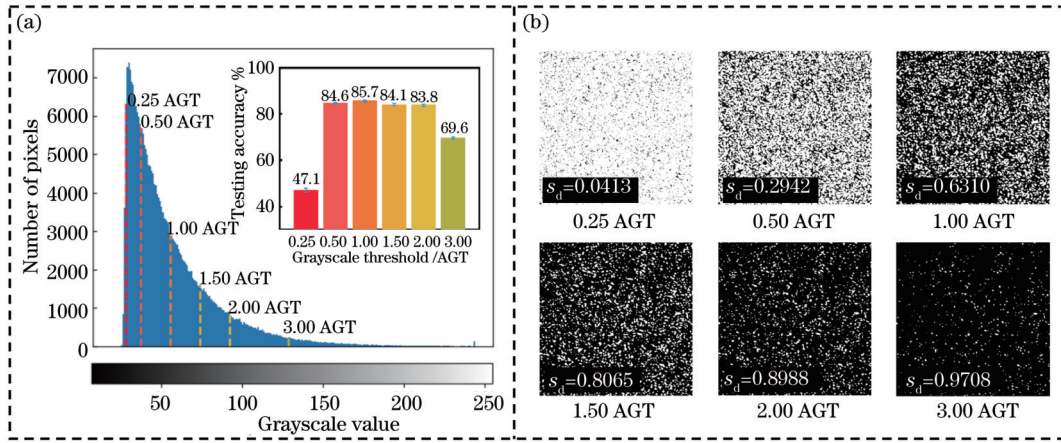 (a)
7000
6000
5000
4000
3000
2000
1000
0
Number of pixels
0.25 AGT
0.50 AGT
1.00 AGT
1.50 AGT
2.00 AGT
3.00 AGT
50
100
150
200
250
Grayscale value
100
80
60
40
Testing accuracy %
47.1
84.6
85.7
84.1
83.8
69.6
0.25 0.50 1.00 1.50 2.00 3.00
Grayscale threshold /AGT
(b)
sd=0.0413
0.25 AGT
sd=0.2942
0.50 AGT
sd=0.6310
1.00 AGT
sd=0.8065
1.50 AGT
sd=0.8988
2.00 AGT
sd=0.9708
3.00 AGT